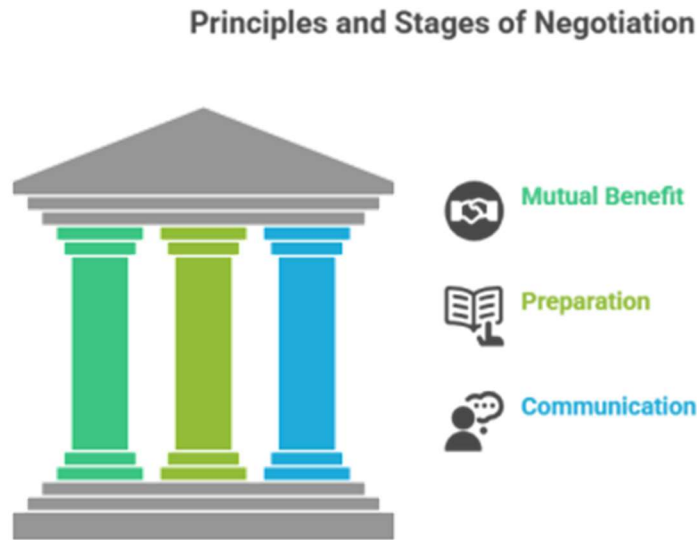 Principles and Stages of Negotiation
Mutual Benefit
Preparation
Communication